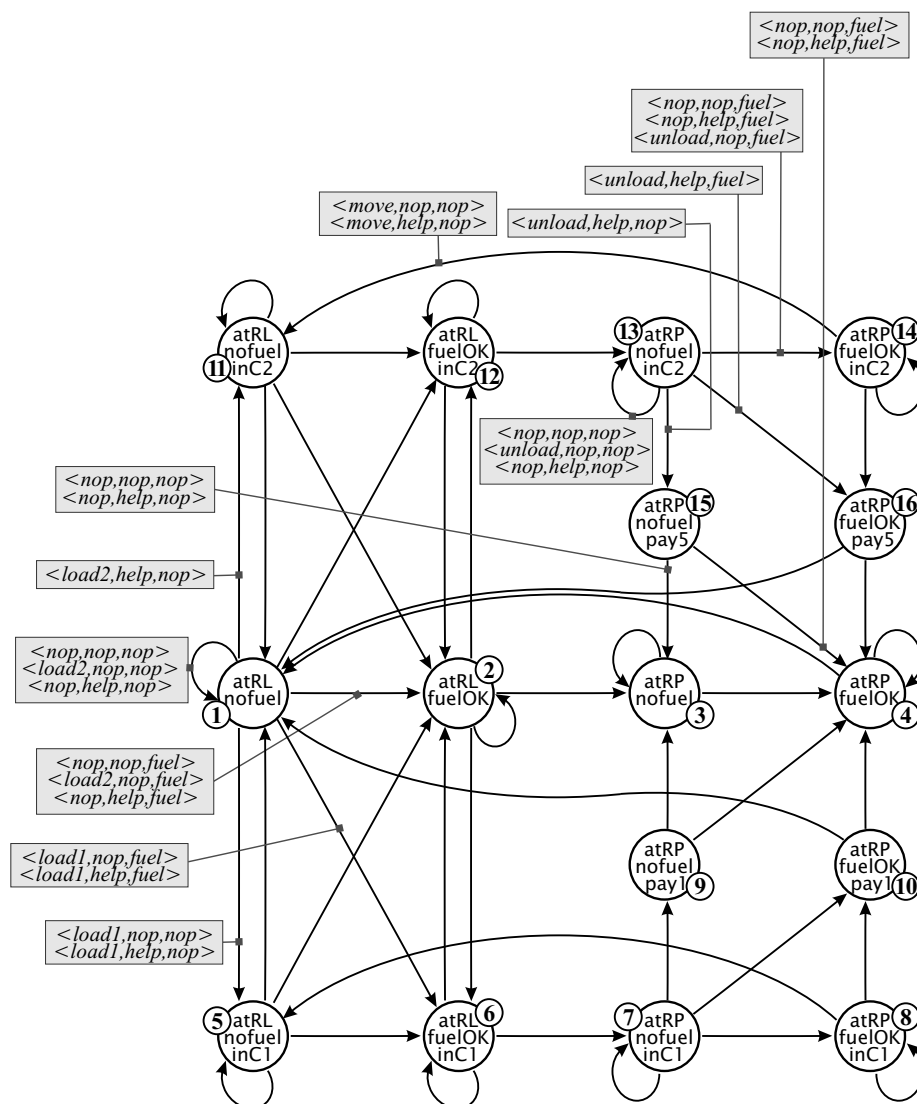 <nop,nop,fuel>
<nop,help,fuel>
<nop,nop,fuel>
<nop,help,fuel>
<unload,nop,fuel>
<unload,help,fuel>
<move,nop,nop>
<move,help,nop>
<unload,help,nop>
atRL
nofuel
inC2
11
atRL
fuelOK
inC2
12
13
atRP
nofuel
inC2
14
atRP
fuelOK
inC2
<nop,nop,nop>
<unload,nop,nop>
<nop,help,nop>
<nop,nop,nop>
<nop,help,nop>
15
atRP
nofuel
pay5
16
atRP
fuelOK
pay5
<load2,help,nop>
<nop,nop,nop>
<load2,nop,nop>
<nop,help,nop>
atRL
nofuel
1
2
atRL
fuelOK
atRP
nofuel
3
atRP
fuelOK
4
<nop,nop,fuel>
<load2,nop,fuel>
<nop,help,fuel>
<load1,nop,fuel>
<load1,help,fuel>
atRP
nofuel
pay1
9
atRP
fuelOK
pay1
10
<load1,nop,nop>
<load1,help,nop>
5
atRL
nofuel
inC1
6
atRL
fuelOK
inC1
7
atRP
nofuel
inC1
8
atRP
fuelOK
inC1